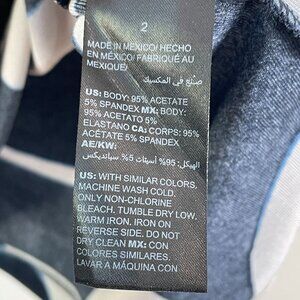 2
MADE IN MEXICO/ HECHO
EN MÉXICO/ FABRIQUÉ AU
MEXIQUE/
صنع في المكسيك
US: BODY: 95% ACETATE
5% SPANDEX MX: BODY:
95% ACETATO 5%
ELASTANO CA: CORPS: 95%
ACÉTATE 5% SPANDEX
AE/KW:
الهيكل: 95% أسيتات 5% سباندیکس
US: WITH SIMILAR COLORS.
MACHINE WASH COLD.
ONLY NON-CHLORINE
BLEACH. TUMBLE DRY LOW.
WARM IRON. IRON ON
REVERSE SIDE. DO NOT
DRY CLEAN MX: CON
COLORES SIMILARES.
LAVAR A MÁQUINA CON